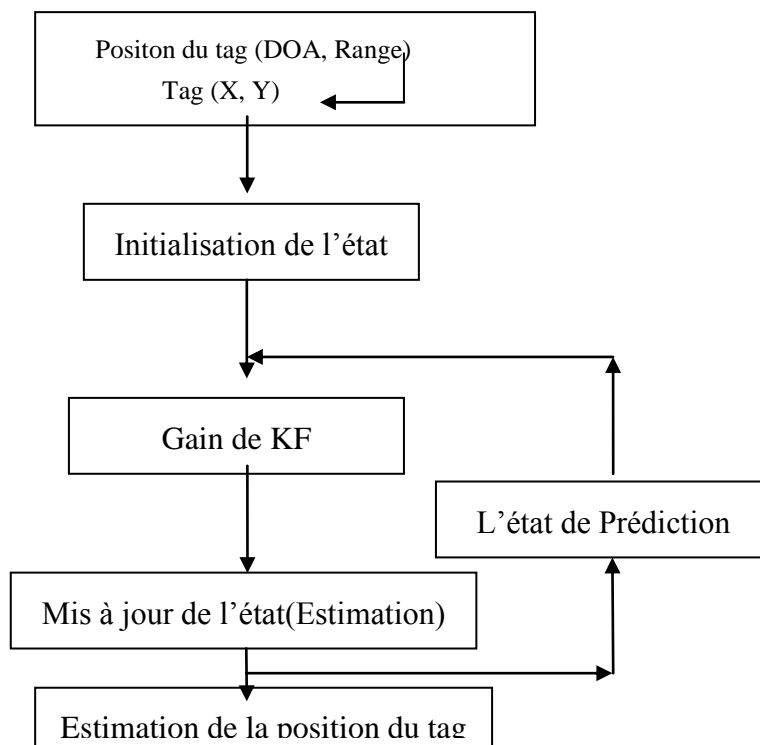 Positon du tag (DOA, Range)
Tag (X, Y)
Initialisation de l’état
Gain de KF
L’état de Prédiction
Mis à jour de l’état(Estimation)
Estimation de la position du tag